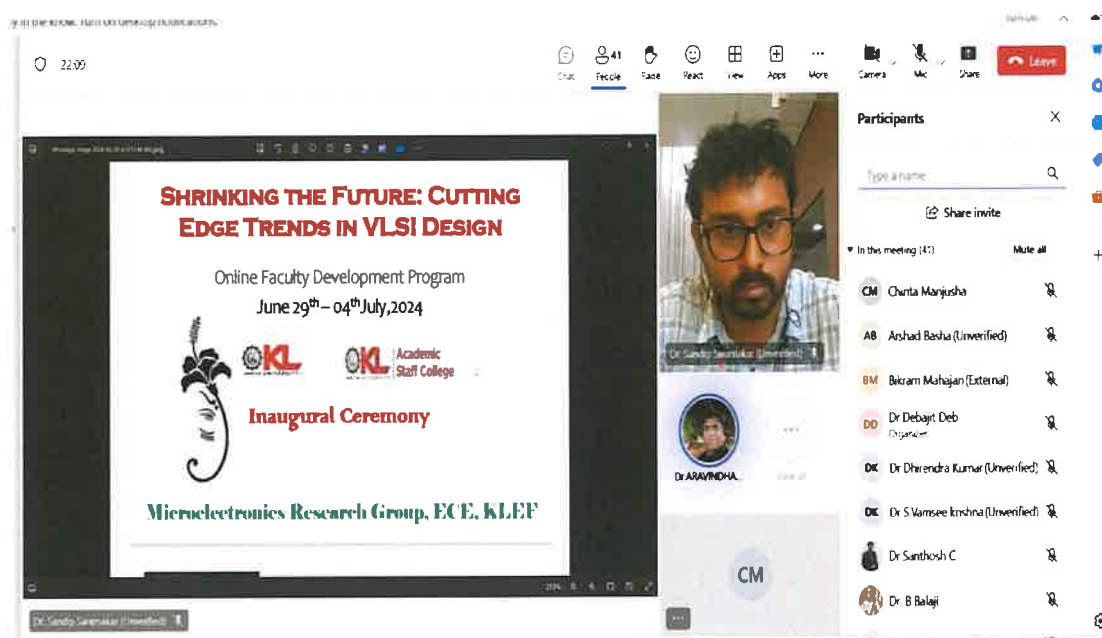 22:09
Chat
41
People
Raise
React
View
Apps
More
Camera
Mic
Share
Leave
SHRINKING THE FUTURE: CUTTING
EDGE TRENDS IN VLSI DESIGN
Online Faculty Development Program
June 29th – 04th July,2024
KL
KL Academic
Staff College
Inaugural Ceremony
Microelectronics Research Group, ECE, KLEF
(Unverified)
Dr ARAVINDHA...
View all
CM
Participants
Type a name
Share invite
In this meeting (41)
Mute all
CM Chinta Manjusha
AB Arshad Basha (Unverified)
BM Bikram Mahajan (External)
DD Dr Debajit Deb
Organizer
DK Dr Dhirendra Kumar (Unverified)
DK Dr S Vamsee krishna (Unverified)
Dr Santhosh C
Dr. B Balaji